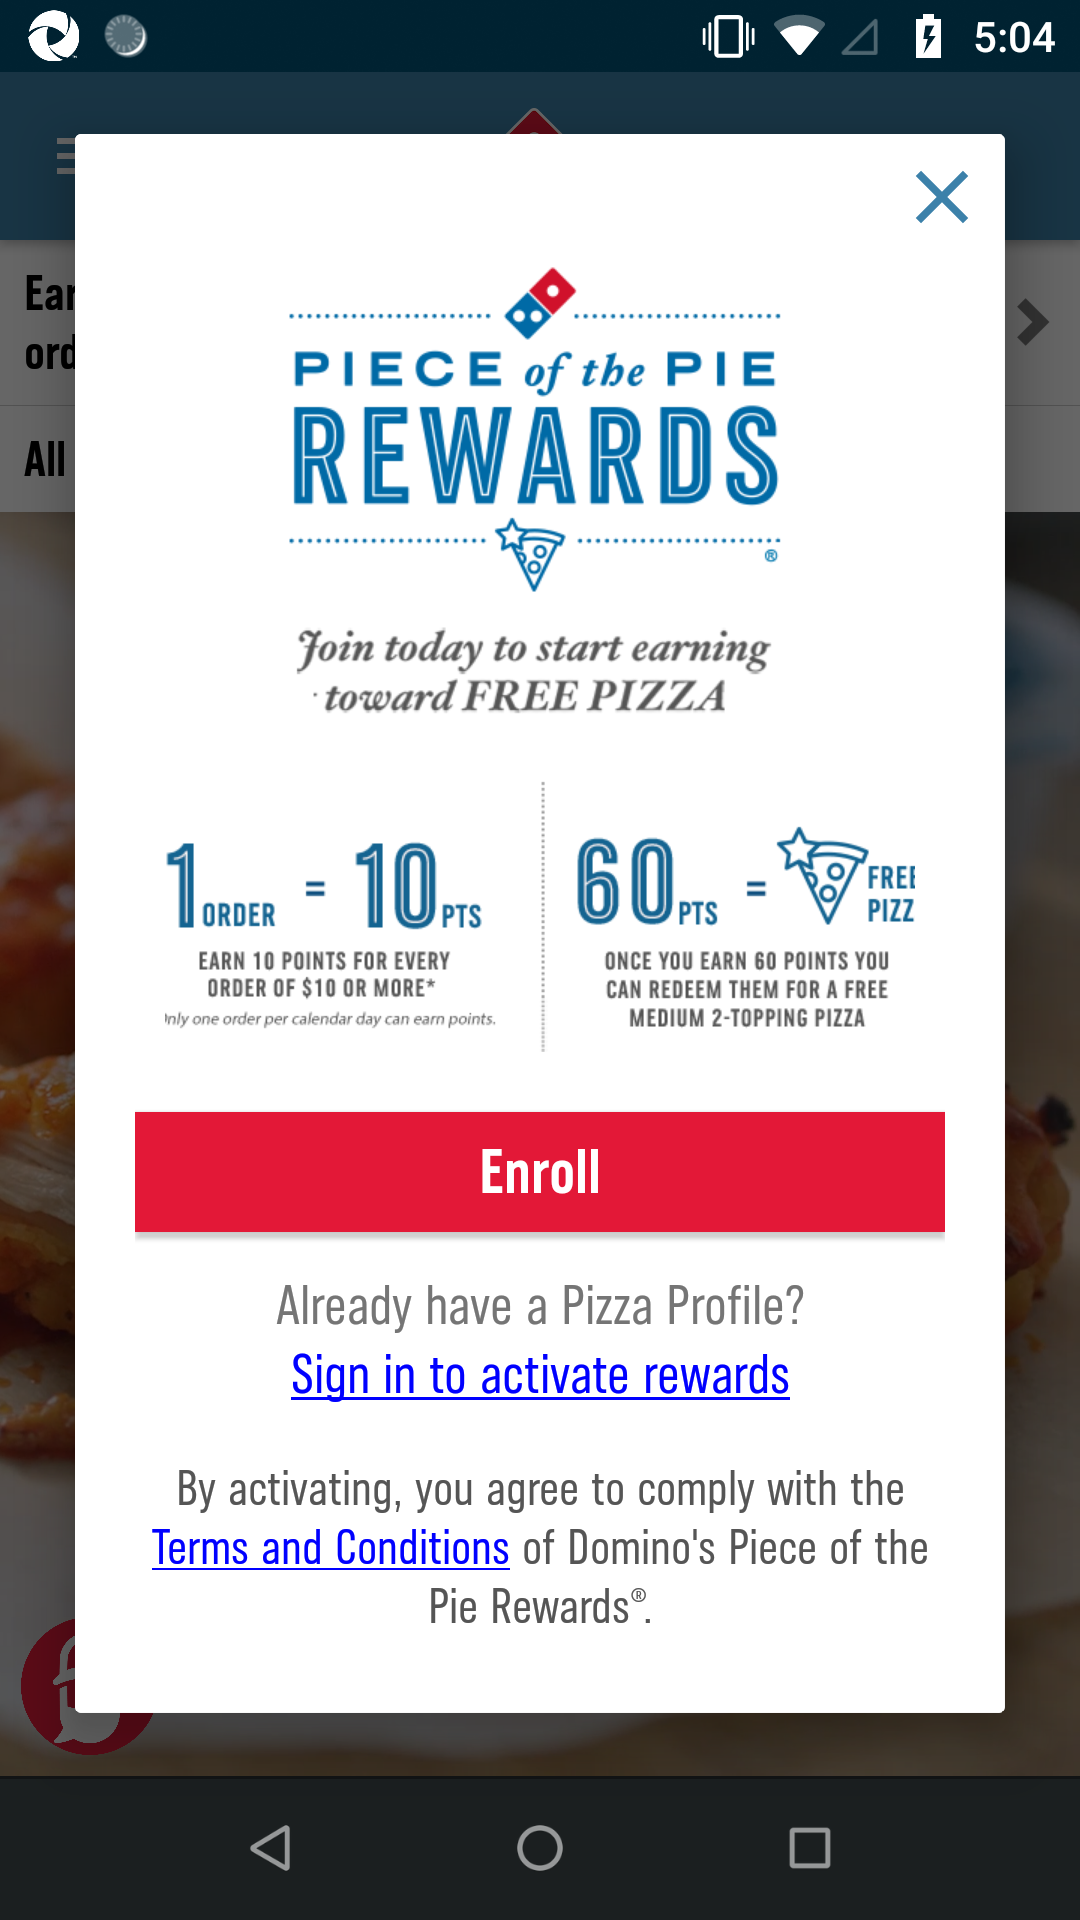 5:04
All
PIECE of the PIE
REWARDS
®
Join today to start earning
toward FREE PIZZA
1 ORDER = 10 PTS
EARN 10 POINTS FOR EVERY
ORDER OF $10 OR MORE*
nly one order per calendar day can earn points.
60 PTS = FREE
PIZZ
ONCE YOU EARN 60 POINTS YOU
CAN REDEEM THEM FOR A FREE
MEDIUM 2-TOPPING PIZZA
Enroll
Already have a Pizza Profile?
Sign in to activate rewards
By activating, you agree to comply with the
Terms and Conditions of Domino's Piece of the
Pie Rewards®.